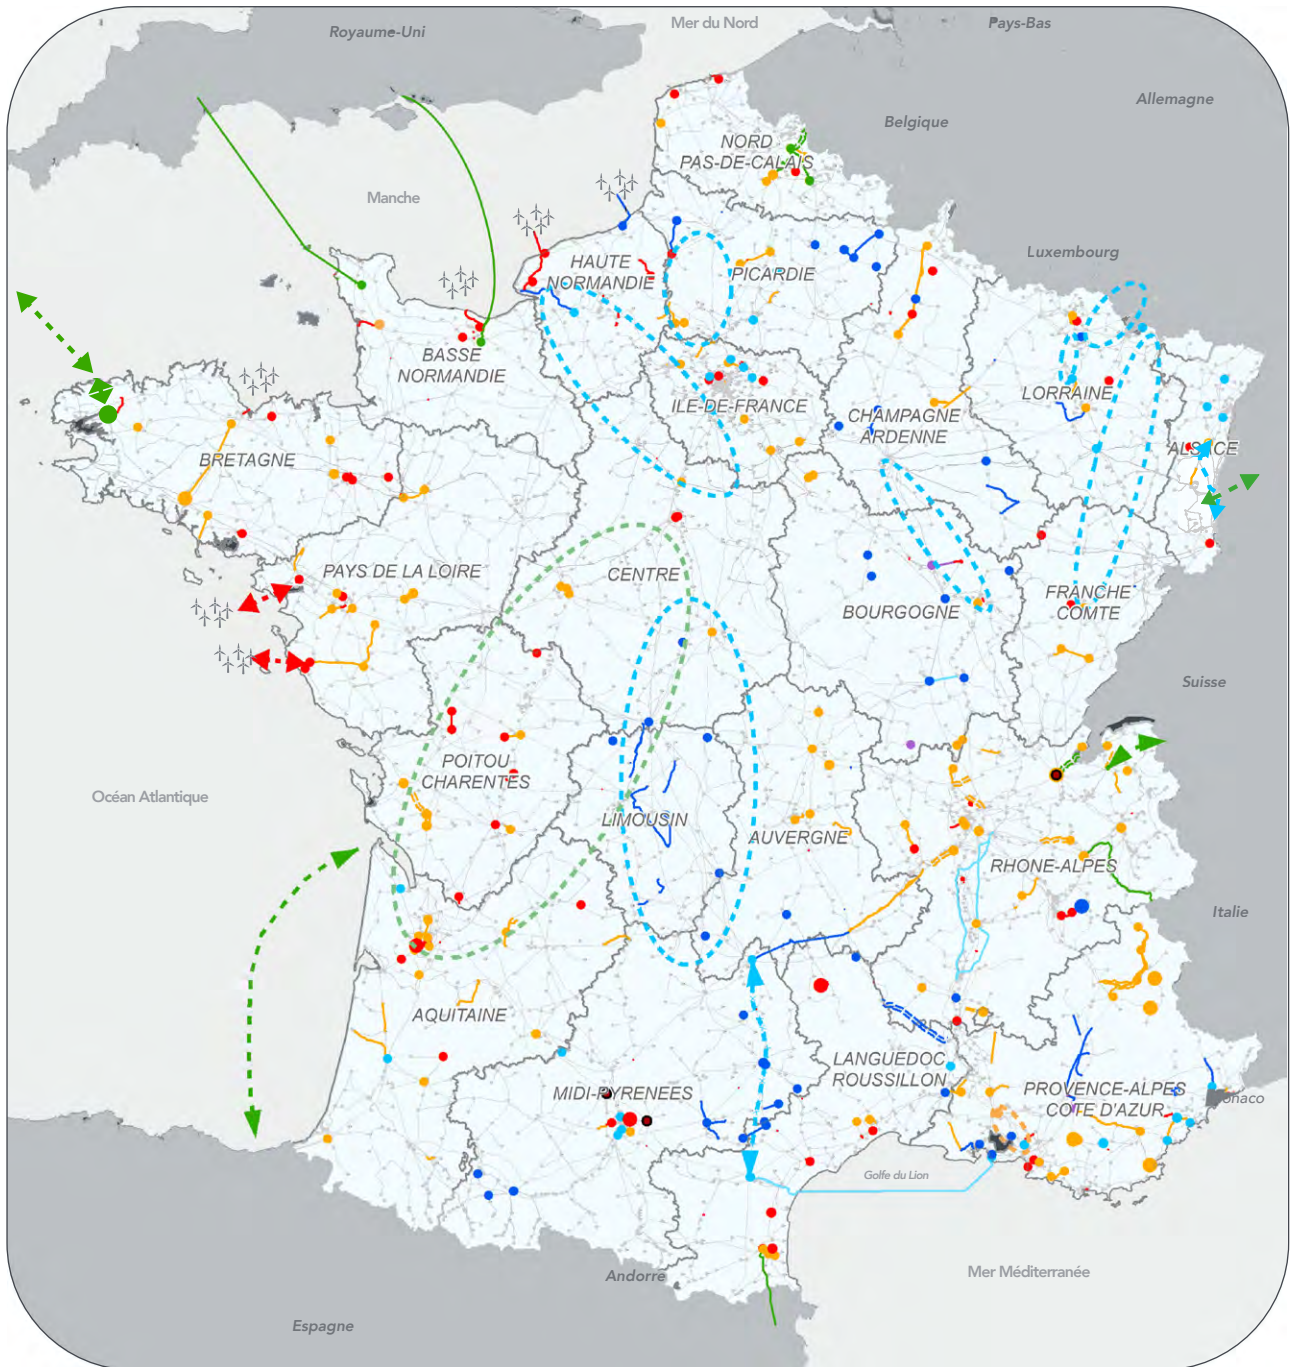 Mer du Nord
Pays-Bas
Royaume-Uni
Allemagne
Belgique
NORD
PAS-DE-CALAIS
Manche
Luxembourg
HAUTE
NORMANDIE
PICARDIE
BASSE
NORMANDIE
LORRAINE
ILE-DE-FRANCE
CHAMPAGNE
ARDENNE
ALSACE
BRETAGNE
PAYS DE LA LOIRE
CENTRE
FRANCHE
COMTE
BOURGOGNE
Suisse
POITOU
CHARENTES
Océan Atlantique
LIMOUSIN
AUVERGNE
RHONE-ALPES
Italie
AQUITAINE
LANGUEDOC
ROUSSILLON
MIDI-PYRENEES
PROVENCE-ALPES
COTE D'AZUR
Monaco
Golfe du Lion
Mer Méditerranée
Andorre
Espagne